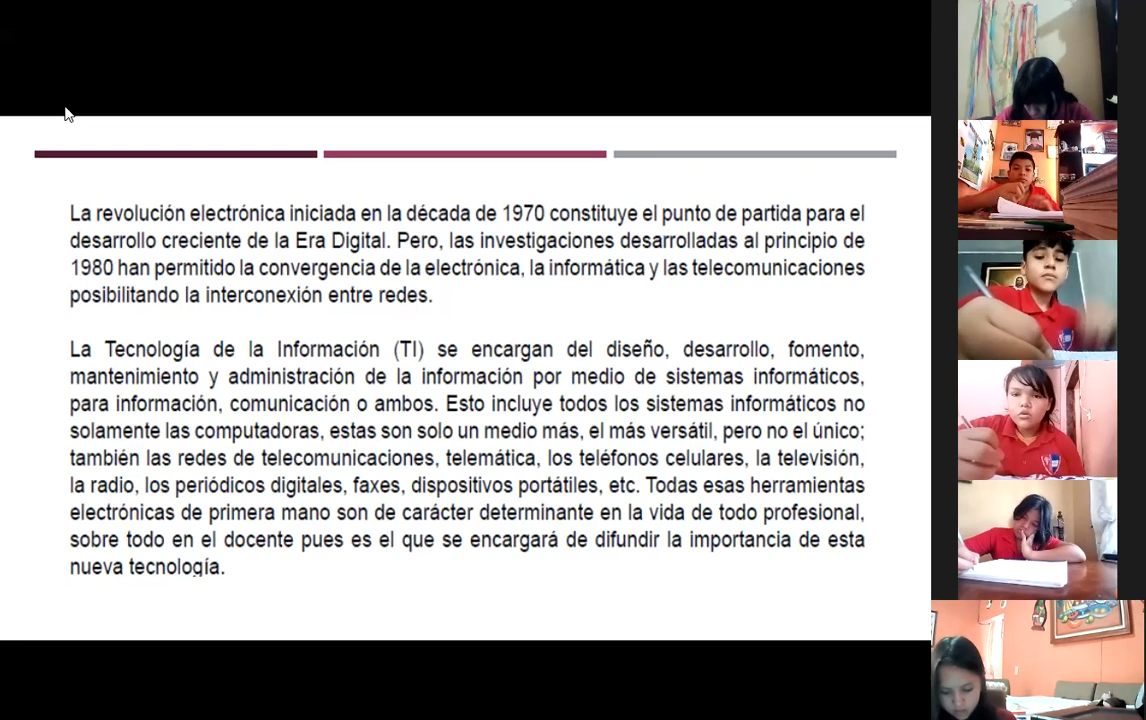 La revolución electrónica iniciada en la década de 1970 constituye el punto de partida para el
desarrollo creciente de la Era Digital. Pero, las investigaciones desarrolladas al principio de
1980 han permitido la convergencia de la electrónica, la informática y las telecomunicaciones
posibilitando la interconexión entre redes.
La Tecnología de la Información (TI) se encargan del diseño, desarrollo, fomento,
mantenimiento y administración de la información por medio de sistemas informáticos,
para información, comunicación o ambos. Esto incluye todos los sistemas informáticos no
solamente las computadoras, estas son solo un medio más, el más versátil, pero no el único;
también las redes de telecomunicaciones, telemática, los teléfonos celulares, la televisión,
la radio, los periódicos digitales, faxes, dispositivos portátiles, etc. Todas esas herramientas
electrónicas de primera mano son de carácter determinante en la vida de todo profesional,
sobre todo en el docente pues es el que se encargará de difundir la importancia de esta
nueva tecnología.